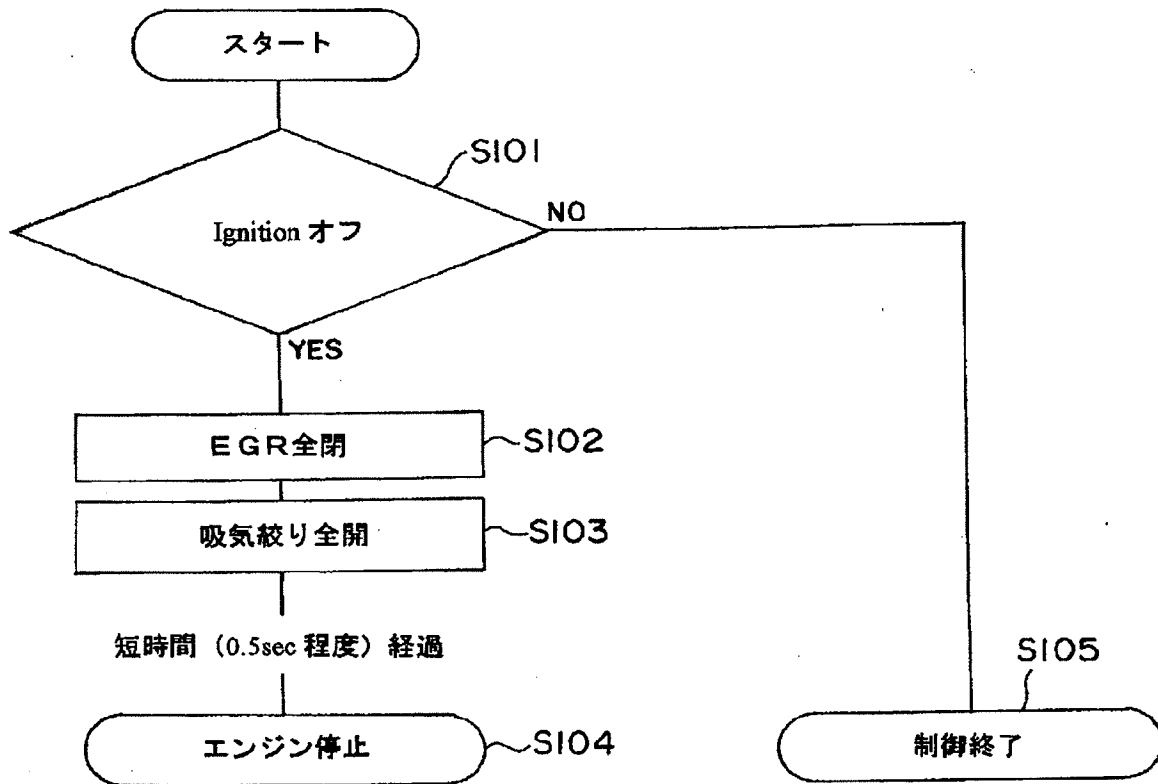 スタート
S101
Ignition オフ
NO
YES
EGR全閉
S102
吸気絞り全開
S103
短時間（0.5sec 程度）経過
S105
エンジン停止
S104
制御終了